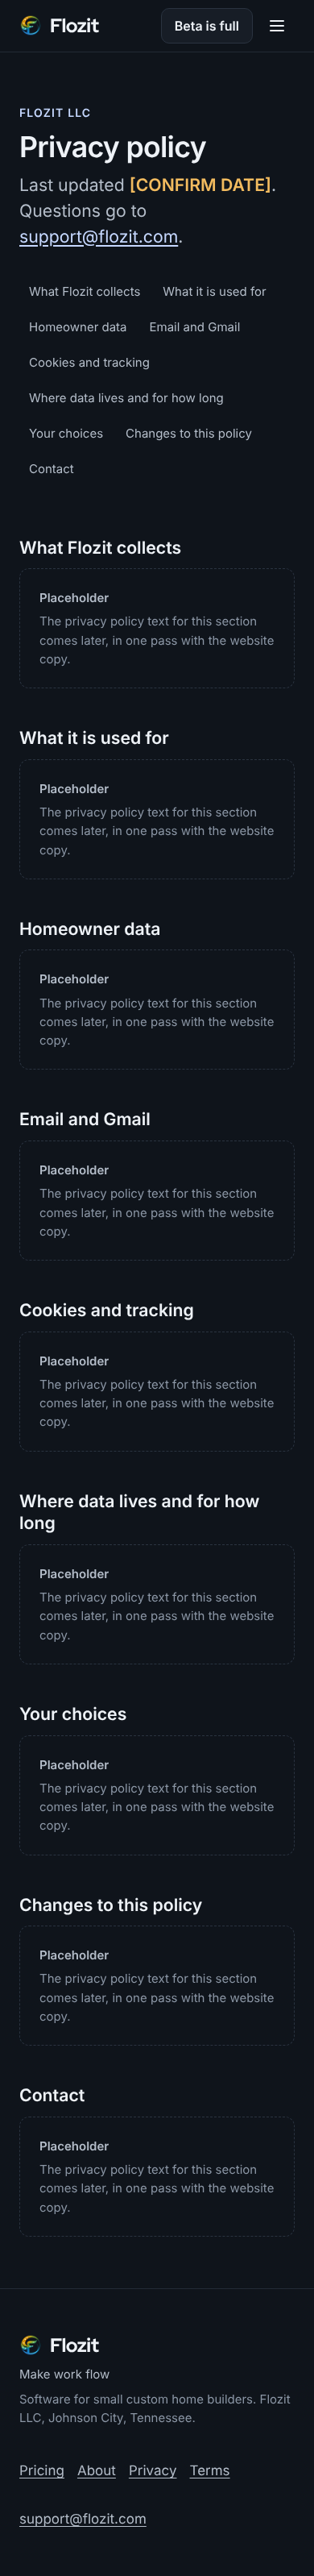 Flozit
Beta is full
FLOZIT LLC
Privacy policy
Last updated [CONFIRM DATE].
Questions go to
support@flozit.com.
What Flozit collects
What it is used for
Homeowner data
Email and Gmail
Cookies and tracking
Where data lives and for how long
Your choices
Changes to this policy
Contact
What Flozit collects
Placeholder
The privacy policy text for this section
comes later, in one pass with the website
copy.
What it is used for
Placeholder
The privacy policy text for this section
comes later, in one pass with the website
copy.
Homeowner data
Placeholder
The privacy policy text for this section
comes later, in one pass with the website
copy.
Email and Gmail
Placeholder
The privacy policy text for this section
comes later, in one pass with the website
copy.
Cookies and tracking
Placeholder
The privacy policy text for this section
comes later, in one pass with the website
copy.
Where data lives and for how
long
Placeholder
The privacy policy text for this section
comes later, in one pass with the website
copy.
Your choices
Placeholder
The privacy policy text for this section
comes later, in one pass with the website
copy.
Changes to this policy
Placeholder
The privacy policy text for this section
comes later, in one pass with the website
copy.
Contact
Placeholder
The privacy policy text for this section
comes later, in one pass with the website
copy.
Flozit
Make work flow
Software for small custom home builders. Flozit
LLC, Johnson City, Tennessee.
Pricing About Privacy Terms
support@flozit.com